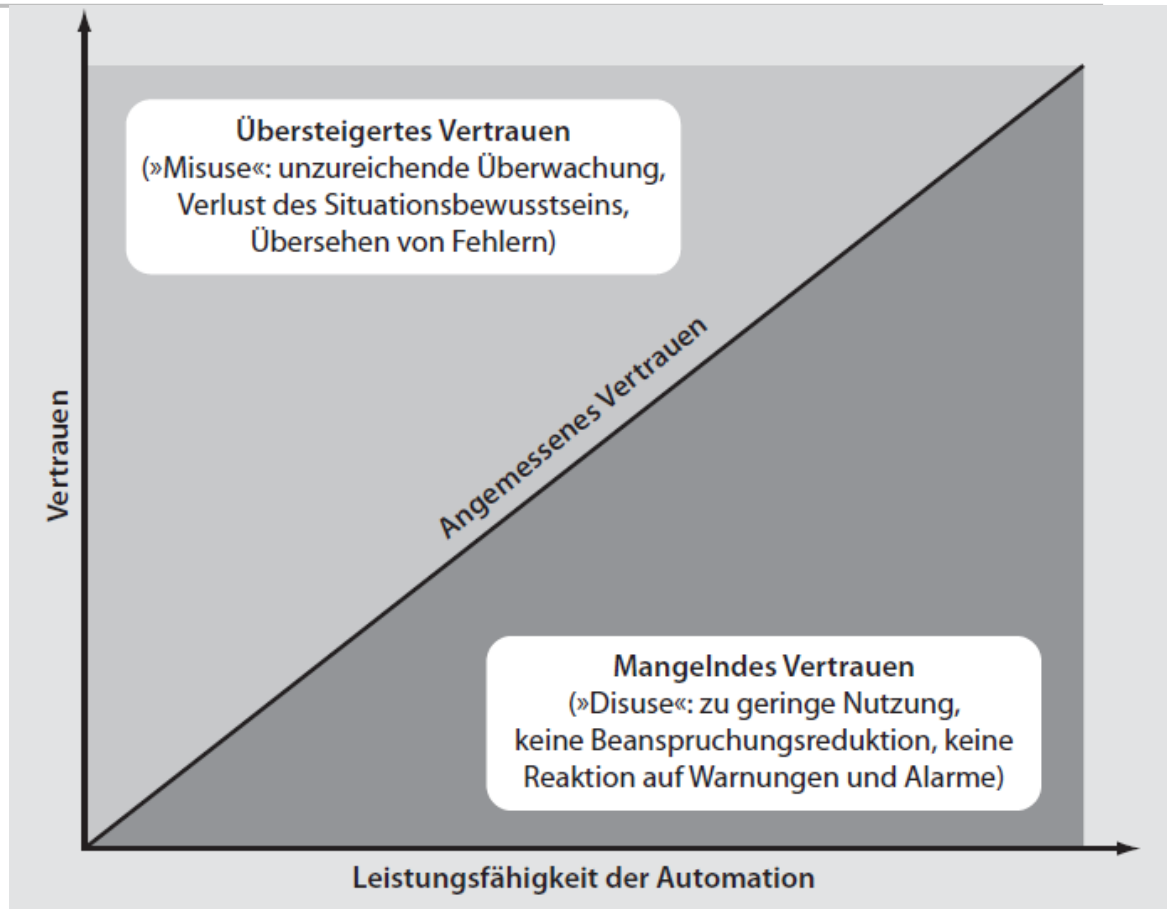 Übersteigertes Vertrauen
(»Misuse«: unzureichende Überwachung,
Verlust des Situationsbewusstseins,
Übersehen von Fehlern)
Angemessenes Vertrauen
Vertrauen
Mangelndes Vertrauen
(»Disuse«: zu geringe Nutzung,
keine Beanspruchungsreduktion, keine
Reaktion auf Warnungen und Alarme)
Leistungsfähigkeit der Automation